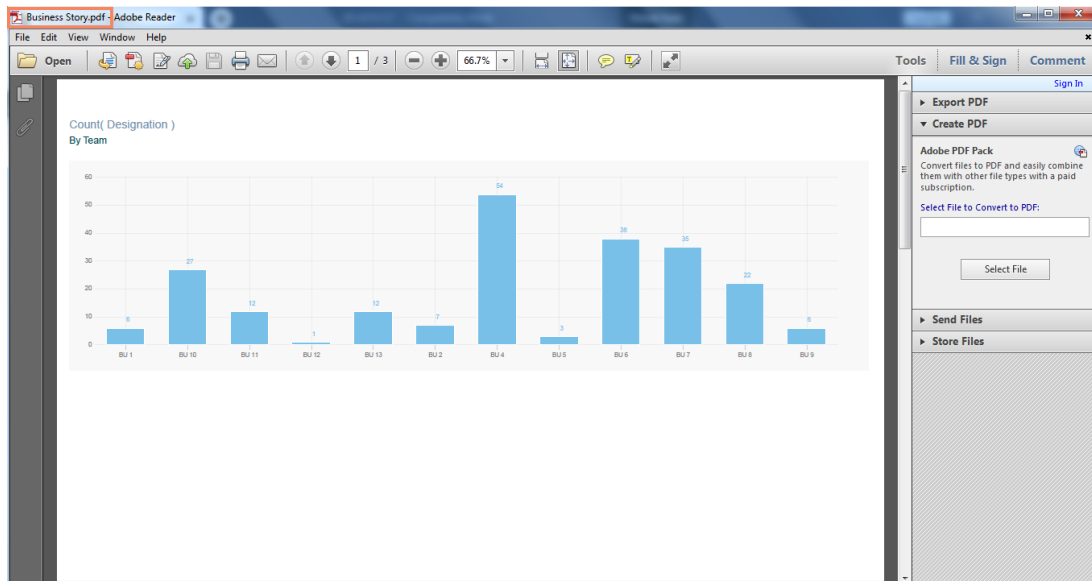 Business Story.pdf - Adobe Reader
File Edit View Window Help
Open 1 / 3 66.7% Tools Fill & Sign Comment
Sign In
Export PDF
Create PDF
Adobe PDF Pack
Convert files to PDF and easily combine
them with other file types with a paid
subscription.
Select File to Convert to PDF:
Select File
Send Files
Store Files
Count( Designation )
By Team
60
50
40
30
20
10
0
6 27 12 1 12 7 54 3 38 35 22 6
BU 1 BU 10 BU 11 BU 12 BU 13 BU 2 BU 4 BU 5 BU 6 BU 7 BU 8 BU 9